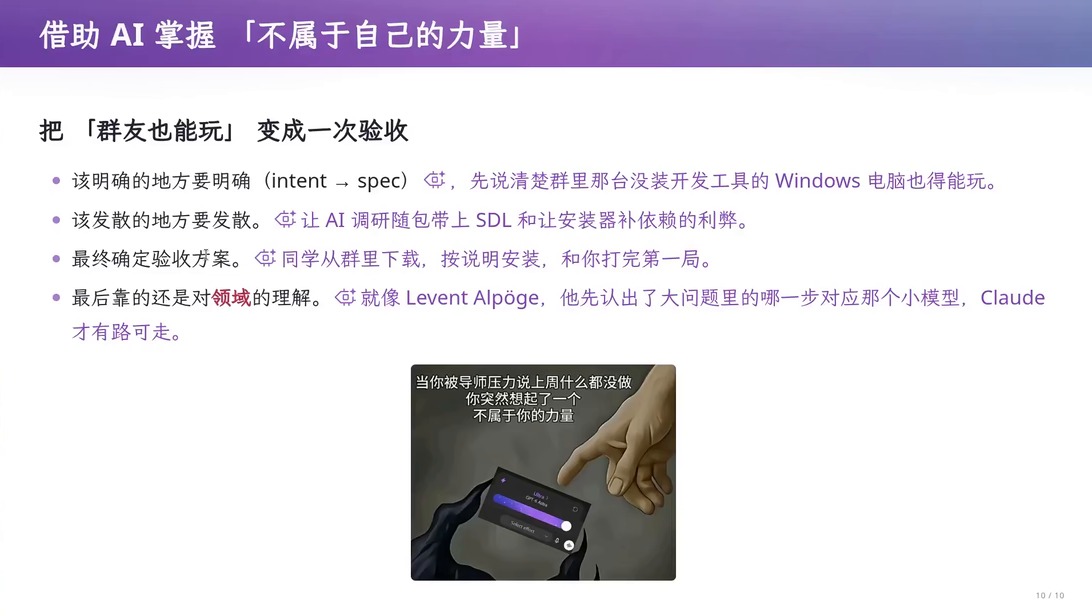 借助 AI 掌握 「不属于自己的力量」
把 「群友也能玩」 变成一次验收
该明确的地方要明确（intent → spec） ，先说清楚群里那台没装开发工具的 Windows 电脑也得能玩。
该发散的地方要发散。 让 AI 调研随包带上 SDL 和让安装器补依赖的利弊。
最终确定验收方案。 同学从群里下载，按说明安装，和你打完第一局。
最后靠的还是对领域的理解。 就像 Levent Alpöge，他先认出了大问题里的哪一步对应那个小模型，Claude
才有路可走。
当你被导师压力说上周什么都没做
你突然想起了一个
不属于你的力量
Ultra
Select effort
10 / 10